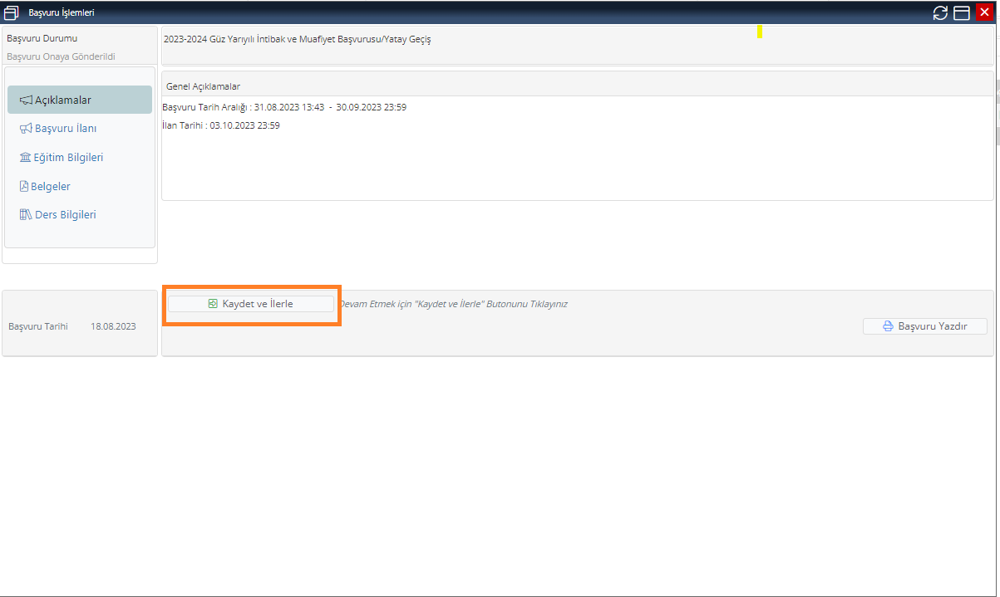 Başvuru İşlemleri
Başvuru Durumu
Başvuru Onaya Gönderildi
2023-2024 Güz Yarıyılı İntibak ve Muafiyet Başvurusu/Yatay Geçiş
Açıklamalar
Başvuru İlanı
Eğitim Bilgileri
Belgeler
Ders Bilgileri
Genel Açıklamalar
Başvuru Tarih Aralığı : 31.08.2023 13:43 - 30.09.2023 23:59
İlan Tarihi : 03.10.2023 23:59
Başvuru Tarihi 18.08.2023
Kaydet ve İlerle
Devam Etmek için "Kaydet ve İlerle" Butonunu Tıklayınız
Başvuru Yazdır